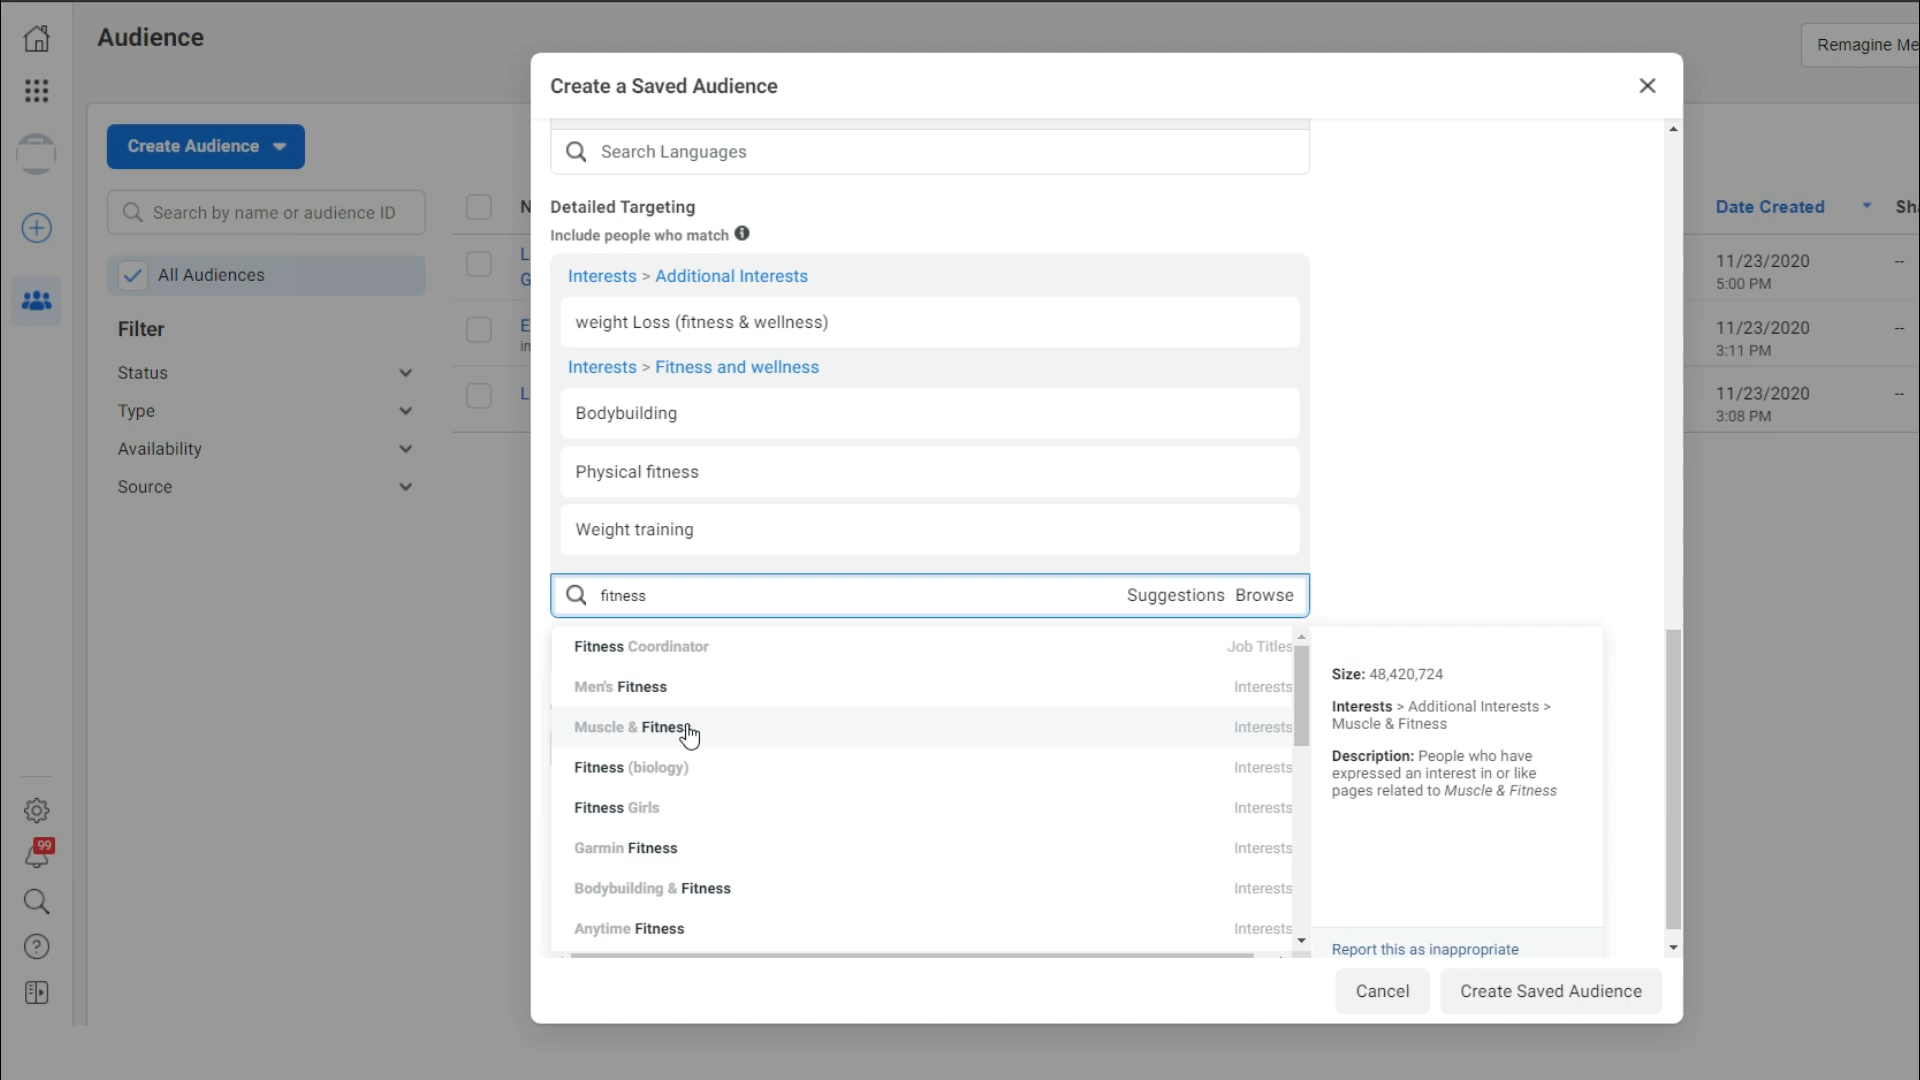 Audience
Remagine Me
Create a Saved Audience
Create Audience
Search Languages
Search by name or audience ID
N
Date Created
Sha
Detailed Targeting
Include people who match
All Audiences
L
G
11/23/2020
5:00 PM
--
Interests > Additional Interests
weight Loss (fitness & wellness)
Filter
E
in
11/23/2020
3:11 PM
--
Status
Interests > Fitness and wellness
L
11/23/2020
3:08 PM
--
Type
Bodybuilding
Availability
Physical fitness
Source
Weight training
fitness
Suggestions Browse
Fitness Coordinator
Job Titles
Men's Fitness
Interests
Muscle & Fitness
Interests
Fitness (biology)
Interests
Fitness Girls
Interests
Garmin Fitness
Interests
Bodybuilding & Fitness
Interests
Anytime Fitness
Interests
Size: 48,420,724
Interests > Additional Interests >
Muscle & Fitness
Description: People who have
expressed an interest in or like
pages related to Muscle & Fitness
Report this as inappropriate
99
Cancel
Create Saved Audience